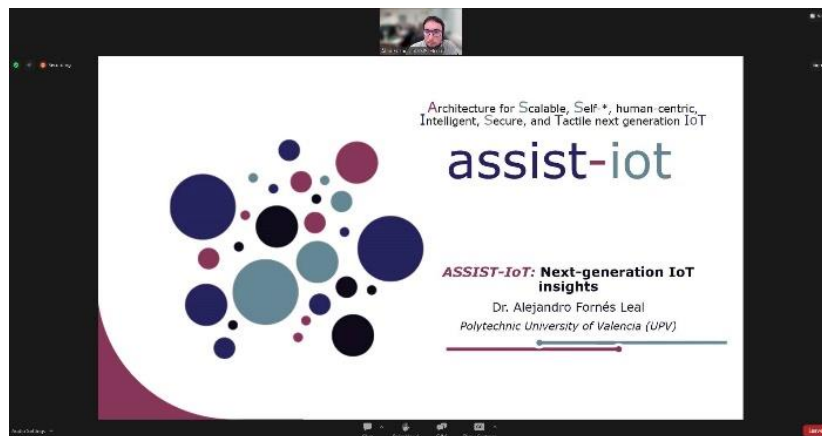 Architecture for Scalable, Self-*, human-centric,
Intelligent, Secure, and Tactile next generation IoT
assist-iot
ASSIST-IoT: Next-generation IoT
insights
Dr. Alejandro Fornés Leal
Polytechnic University of Valencia (UPV)